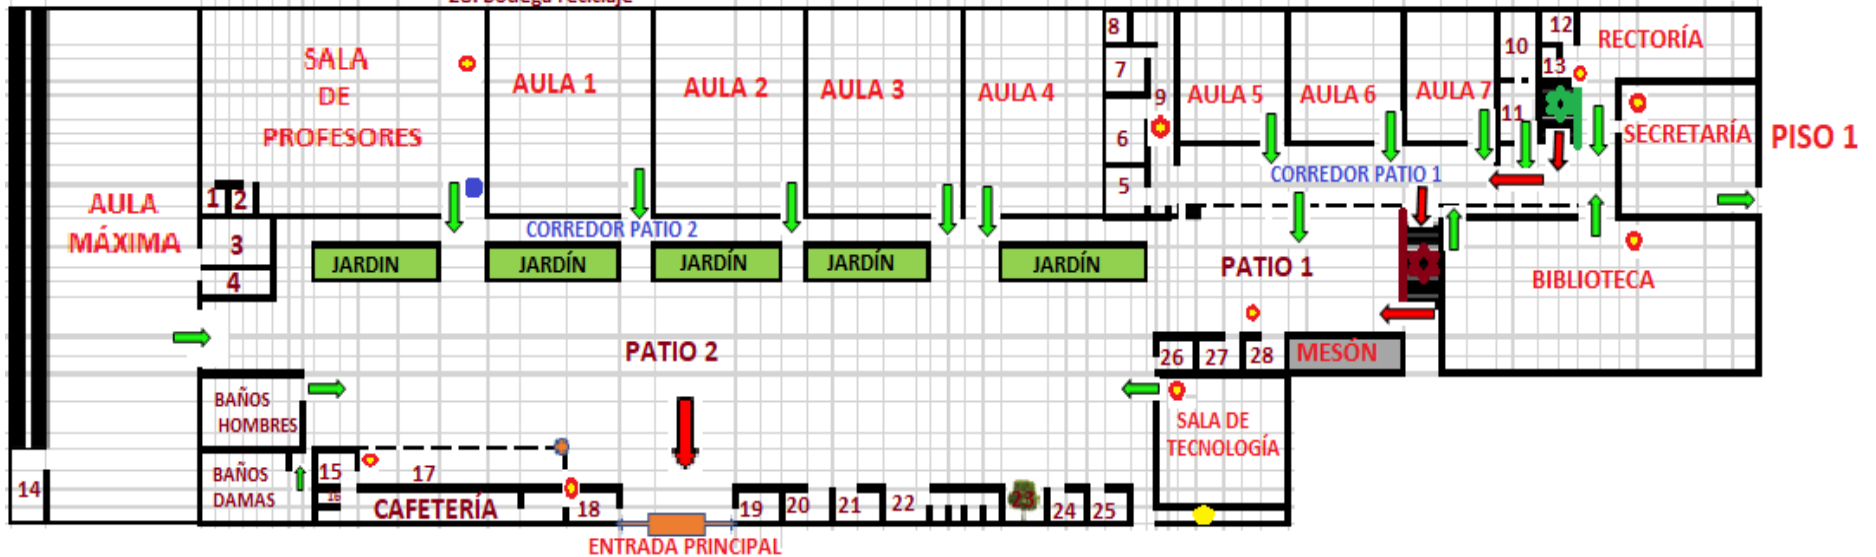 28. Bodega reciclaje
8
12
RECTORÍA
SALA
DE
PROFESORES
AULA 1
AULA 2
AULA 3
AULA 4
7
9
AULA 5
AULA 6
AULA 7
10
13
11
6
SECRETARÍA
PISO 1
5
CORREDOR PATIO 1
1
2
AULA
MÁXIMA
3
4
CORREDOR PATIO 2
JARDIN
JARDÍN
JARDÍN
JARDÍN
JARDÍN
PATIO 1
BIBLIOTECA
PATIO 2
26
27
28
MESÓN
BAÑOS
HOMBRES
SALA DE
TECNOLOGÍA
BAÑOS
DAMAS
14
15
16
17
CAFETERÍA
18
19
20
21
22
23
24
25
ENTRADA PRINCIPAL